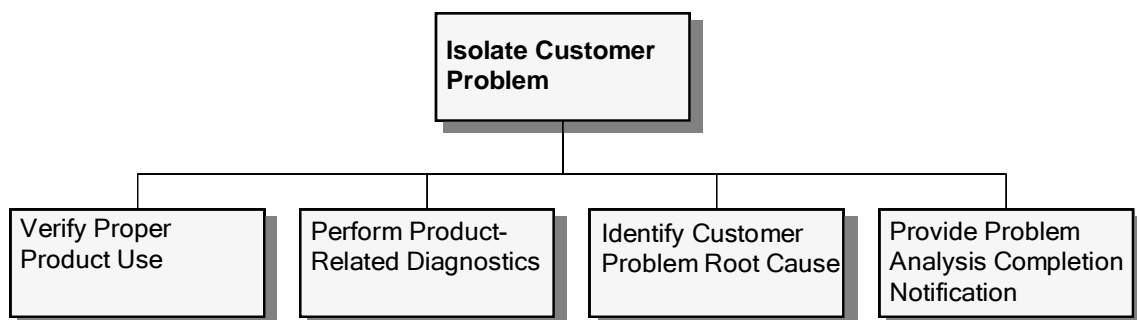 Isolate Customer
Problem
Verify Proper
Product Use
Perform Product-
Related Diagnostics
Identify Customer
Problem Root Cause
Provide Problem
Analysis Completion
Notification